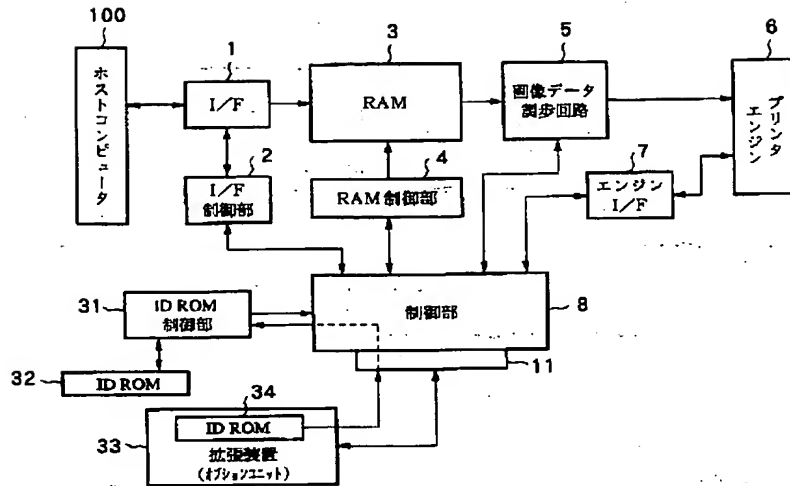 100
ホストコンピュータ
1
I/F
2
I/F
制御部
3
RAM
4
RAM 制御部
5
画像データ
調歩回路
6
プリンタ
エンジン
7
エンジン
I/F
制御部
8
11
31
ID ROM
制御部
32
ID ROM
33
34
ID ROM
拡張装置
(オプションユニット)